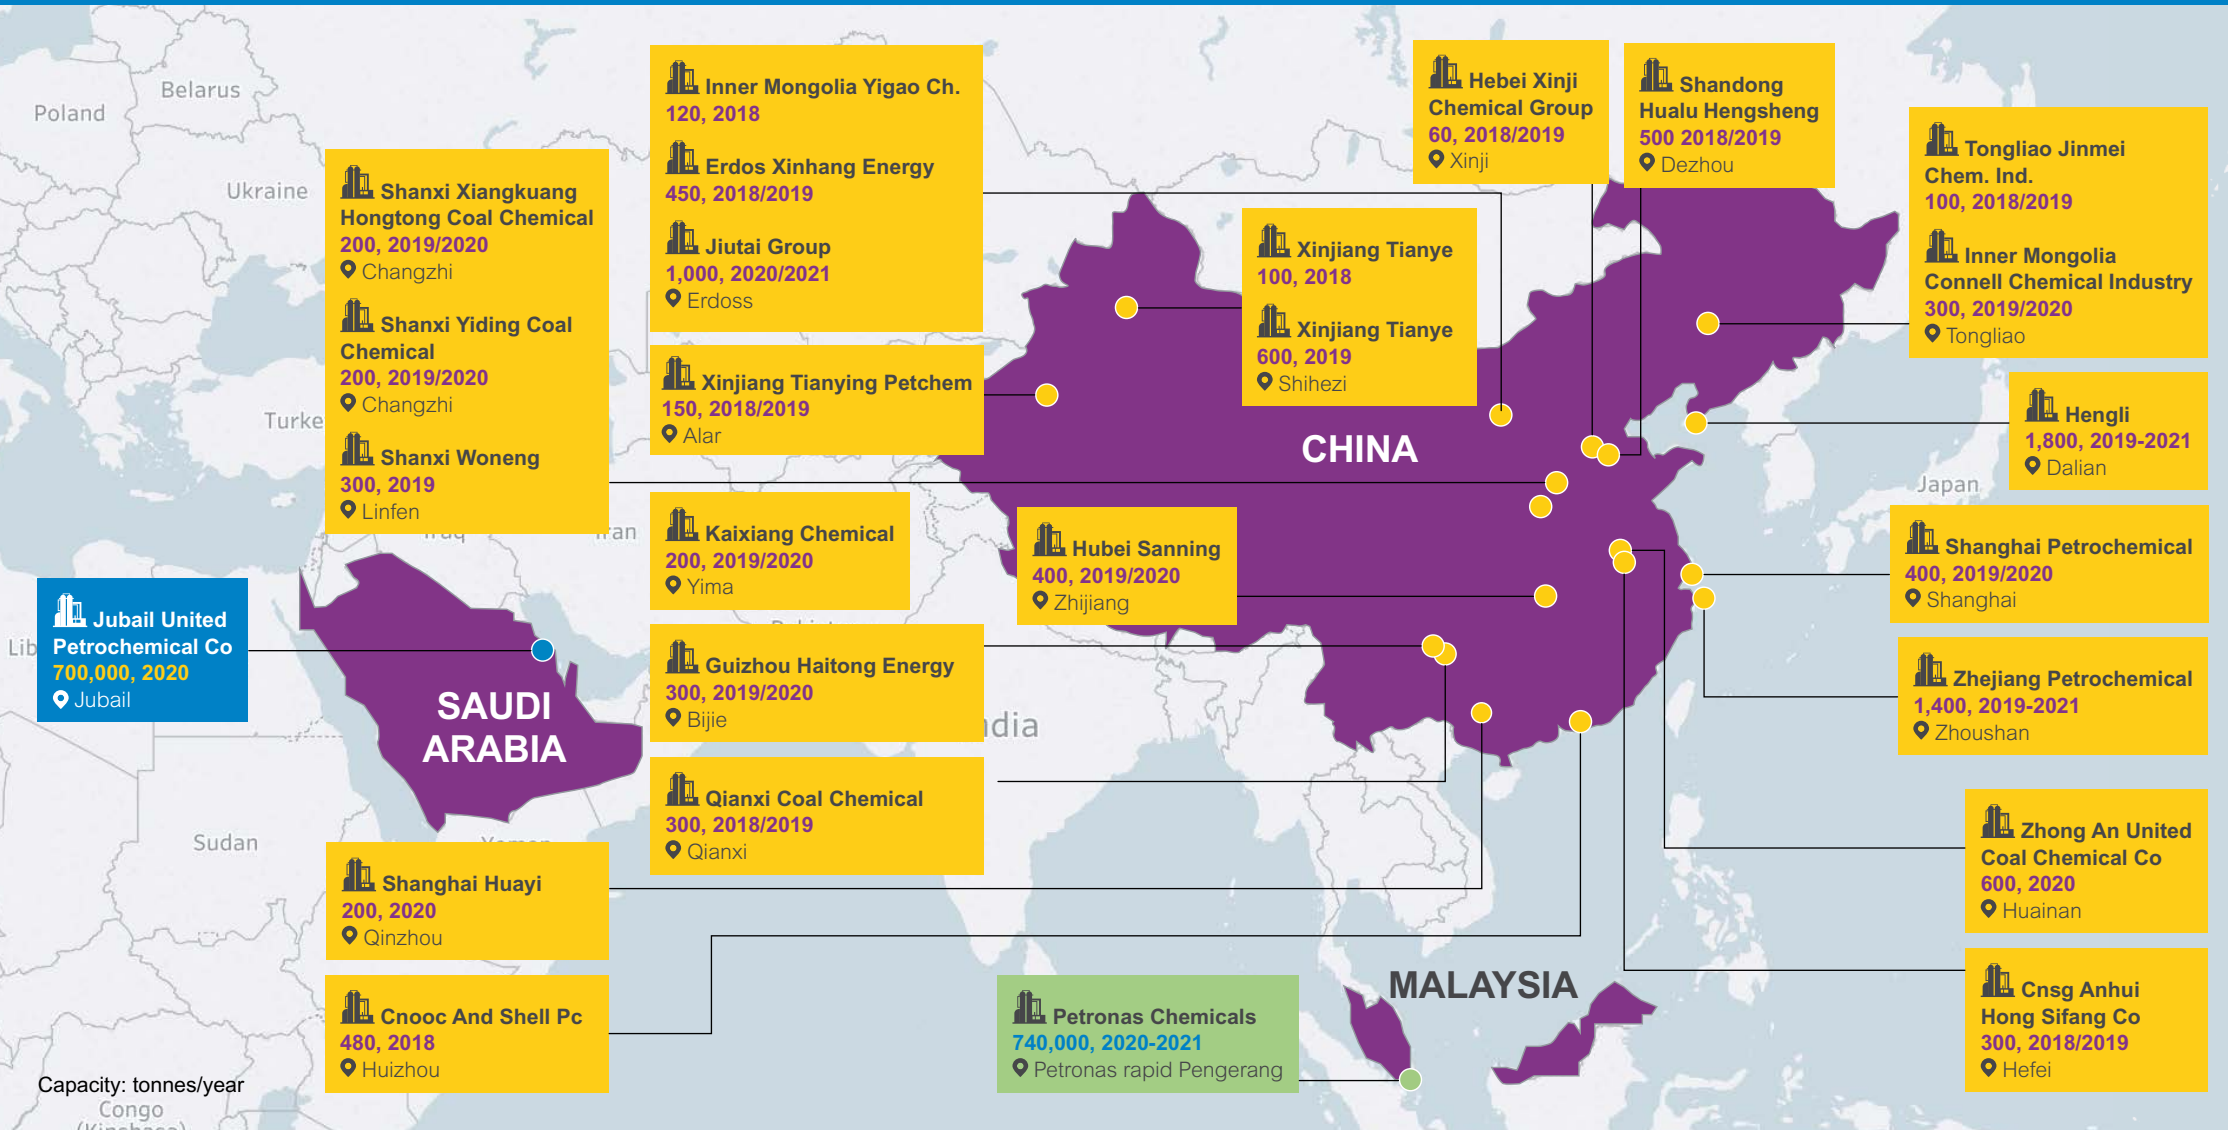 Poland
Belarus
Ukraine
Turke
Iraq
ran
Lib
Sudan
Yemen
ndia
Japan
Congo
(Kinshasa)
Shanxi Xiangkuang
Hongtong Coal Chemical
200, 2019/2020
Changzhi
Shanxi Yiding Coal
Chemical
200, 2019/2020
Changzhi
Shanxi Woneng
300, 2019
Linfen
Inner Mongolia Yigao Ch.
120, 2018
Erdos Xinhang Energy
450, 2018/2019
Jiutai Group
1,000, 2020/2021
Erdoss
Xinjiang Tianying Petchem
150, 2018/2019
Alar
Kaixiang Chemical
200, 2019/2020
Yima
Guizhou Haitong Energy
300, 2019/2020
Bijie
Qianxi Coal Chemical
300, 2018/2019
Qianxi
Hubei Sanning
400, 2019/2020
Zhijiang
Xinjiang Tianye
100, 2018
Xinjiang Tianye
600, 2019
Shihezi
Hebei Xinji
Chemical Group
60, 2018/2019
Xinji
Shandong
Hualu Hengsheng
500 2018/2019
Dezhou
Tongliao Jinmei
Chem. Ind.
100, 2018/2019
Inner Mongolia
Connell Chemical Industry
300, 2019/2020
Tongliao
Hengli
1,800, 2019-2021
Dalian
Shanghai Petrochemical
400, 2019/2020
Shanghai
Zhejiang Petrochemical
1,400, 2019-2021
Zhoushan
Zhong An United
Coal Chemical Co
600, 2020
Huainan
Cnsg Anhui
Hong Sifang Co
300, 2018/2019
Hefei
CHINA
SAUDI
ARABIA
MALAYSIA
Jubail United
Petrochemical Co
700,000, 2020
Jubail
Shanghai Huayi
200, 2020
Qinzhou
Cnooc And Shell Pc
480, 2018
Huizhou
Petronas Chemicals
740,000, 2020-2021
Petronas rapid Pengerang
Capacity: tonnes/year